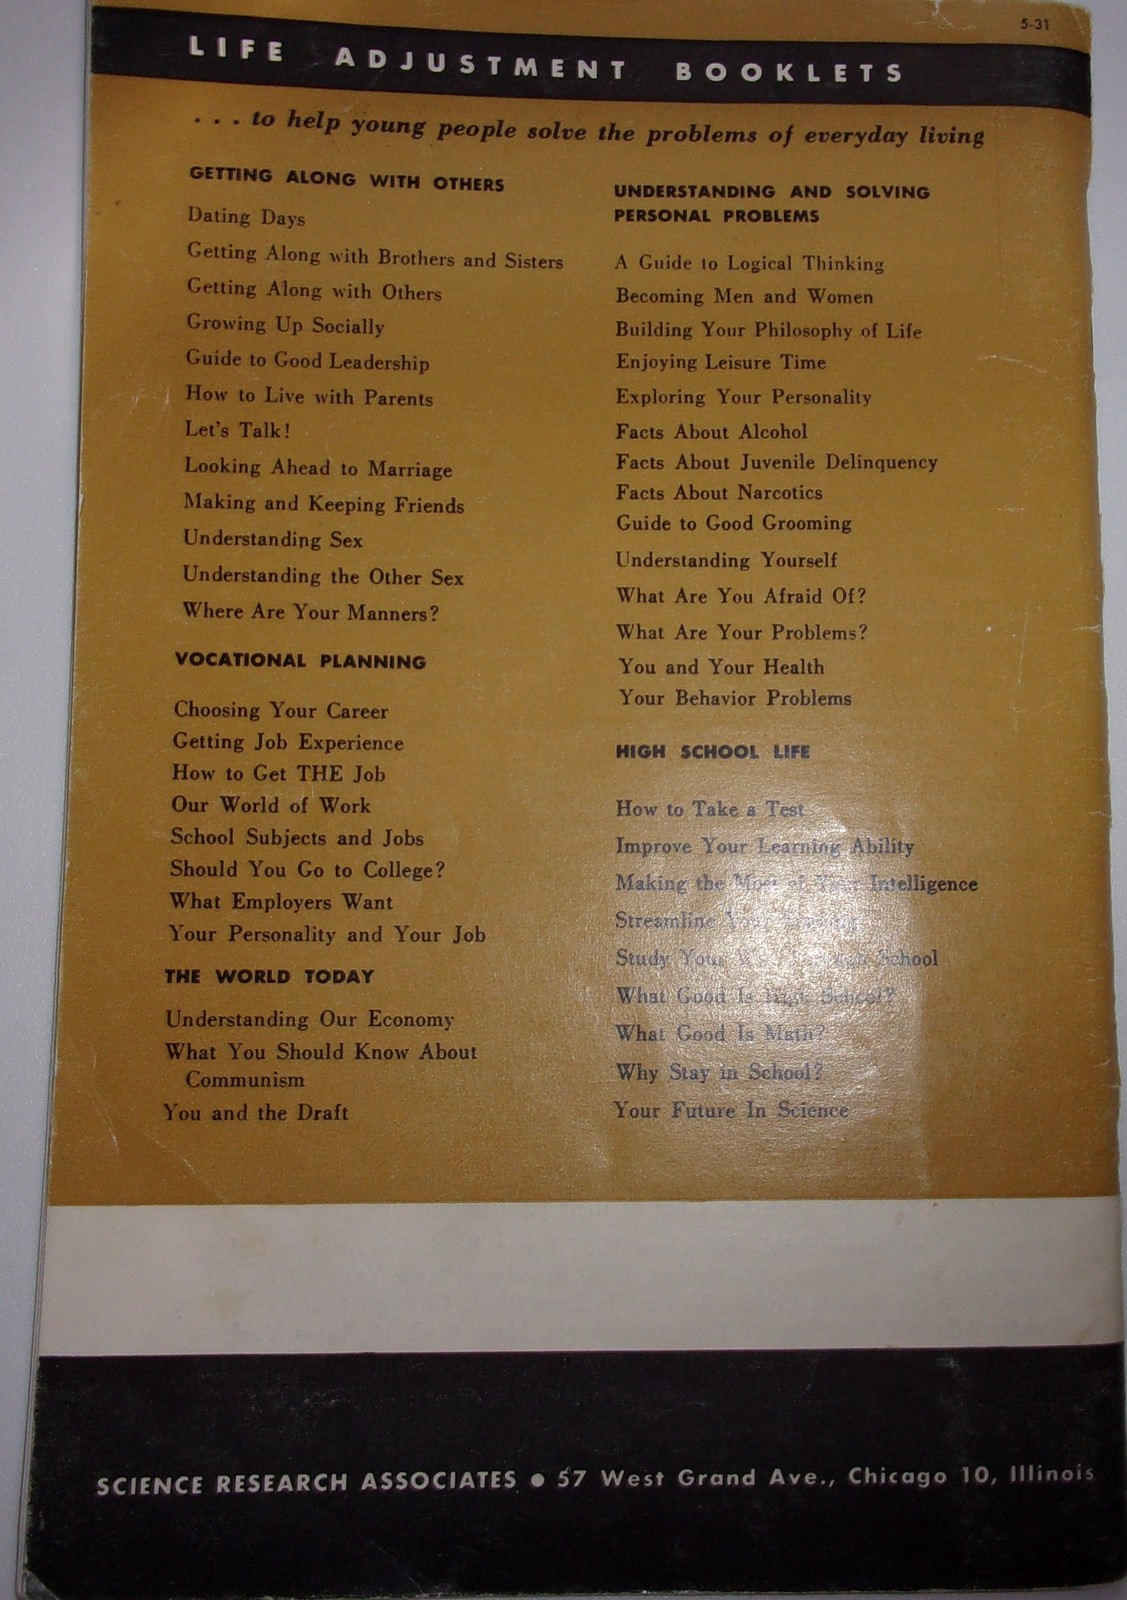 5-31
LIFE ADJUSTMENT BOOKLETS
. . . to help young people solve the problems of everyday living
GETTING ALONG WITH OTHERS
Dating Days
Getting Along with Brothers and Sisters
Getting Along with Others
Growing Up Socially
Guide to Good Leadership
How to Live with Parents
Let's Talk!
Looking Ahead to Marriage
Making and Keeping Friends
Understanding Sex
Understanding the Other Sex
Where Are Your Manners?
VOCATIONAL PLANNING
Choosing Your Career
Getting Job Experience
How to Get THE Job
Our World of Work
School Subjects and Jobs
Should You Go to College?
What Employers Want
Your Personality and Your Job
THE WORLD TODAY
Understanding Our Economy
What You Should Know About
Communism
You and the Draft
UNDERSTANDING AND SOLVING
PERSONAL PROBLEMS
A Guide to Logical Thinking
Becoming Men and Women
Building Your Philosophy of Life
Enjoying Leisure Time
Exploring Your Personality
Facts About Alcohol
Facts About Juvenile Delinquency
Facts About Narcotics
Guide to Good Grooming
Understanding Yourself
What Are You Afraid Of?
What Are Your Problems?
You and Your Health
Your Behavior Problems
HIGH SCHOOL LIFE
How to Take a Test
Improve Your Learning Ability
Making the Most of Your Intelligence
Streamline Your
Study Your Way School
What Good Is High School?
What Good Is Math?
Why Stay in School?
Your Future In Science
SCIENCE RESEARCH ASSOCIATES ● 57 West Grand Ave., Chicago 10, Illinois